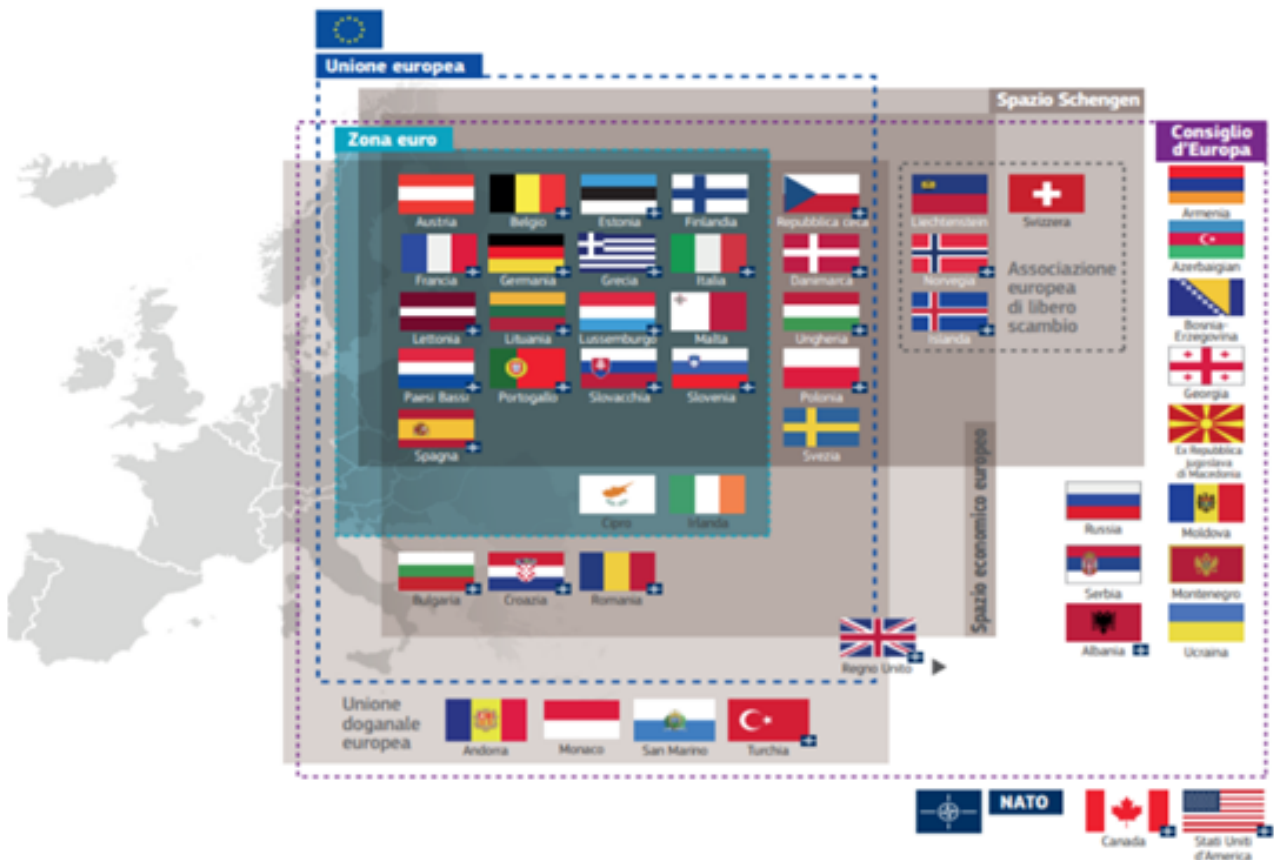 Unione europea
Spazio Schengen
Zona euro
Consiglio
d'Europa
Austria
Belgio
Estonia
Finlandia
Repubblica ceca
Liechtenstein
Svizzera
Armenia
Francia
Germania
Grecia
Italia
Danimarca
Norvegia
Associazione
europea
di libero
scambio
Azerbaigian
Lettonia
Lituania
Lussemburgo
Malta
Ungheria
Islanda
Bosnia-
Erzegovina
Paesi Bassi
Portogallo
Slovacchia
Slovenia
Polonia
Georgia
Spagna
Svezia
Ex Repubblica
jugoslava
di Macedonia
Cipro
Irlanda
Spazio economico europeo
Russia
Moldova
Bulgaria
Croazia
Romania
Serbia
Montenegro
Regno Unito
Albania
Ucraina
Unione
doganale
europea
Andorra
Monaco
San Marino
Turchia
NATO
Canada
Stati Uniti
d'America